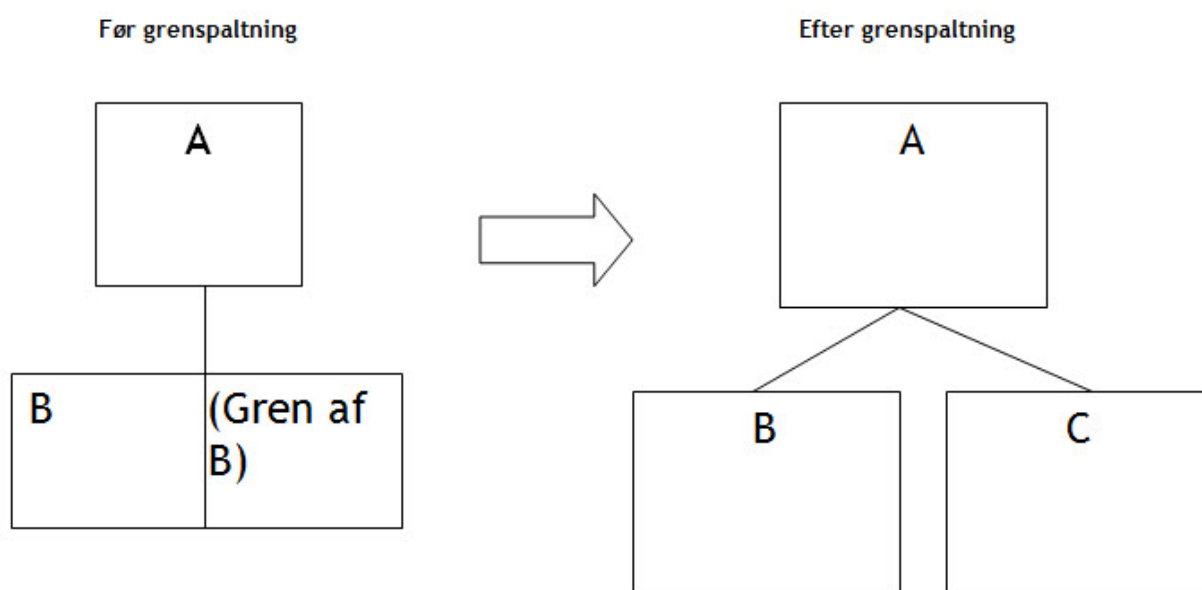 Før grenspaltning
Efter grenspaltning
A
A
B
(Gren af
B)
B
C